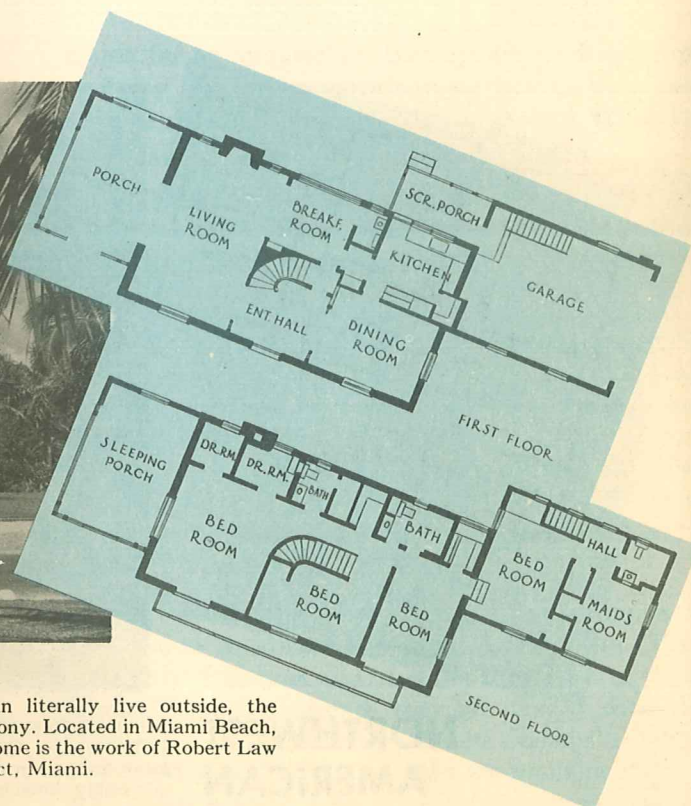 PORCH
LIVING
ROOM
BREAKF.
ROOM
SCR. PORCH
KITCHEN
GARAGE
ENT. HALL
DINING
ROOM
FIRST FLOOR
SLEEPING
PORCH
DR. RM.
DR. RM.
BATH
BED
ROOM
BED
ROOM
BATH
BED
ROOM
BED
ROOM
HALL
MAIDS
ROOM
SECOND FLOOR
n literally live outside, the
ony. Located in Miami Beach,
ome is the work of Robert Law
ct, Miami.